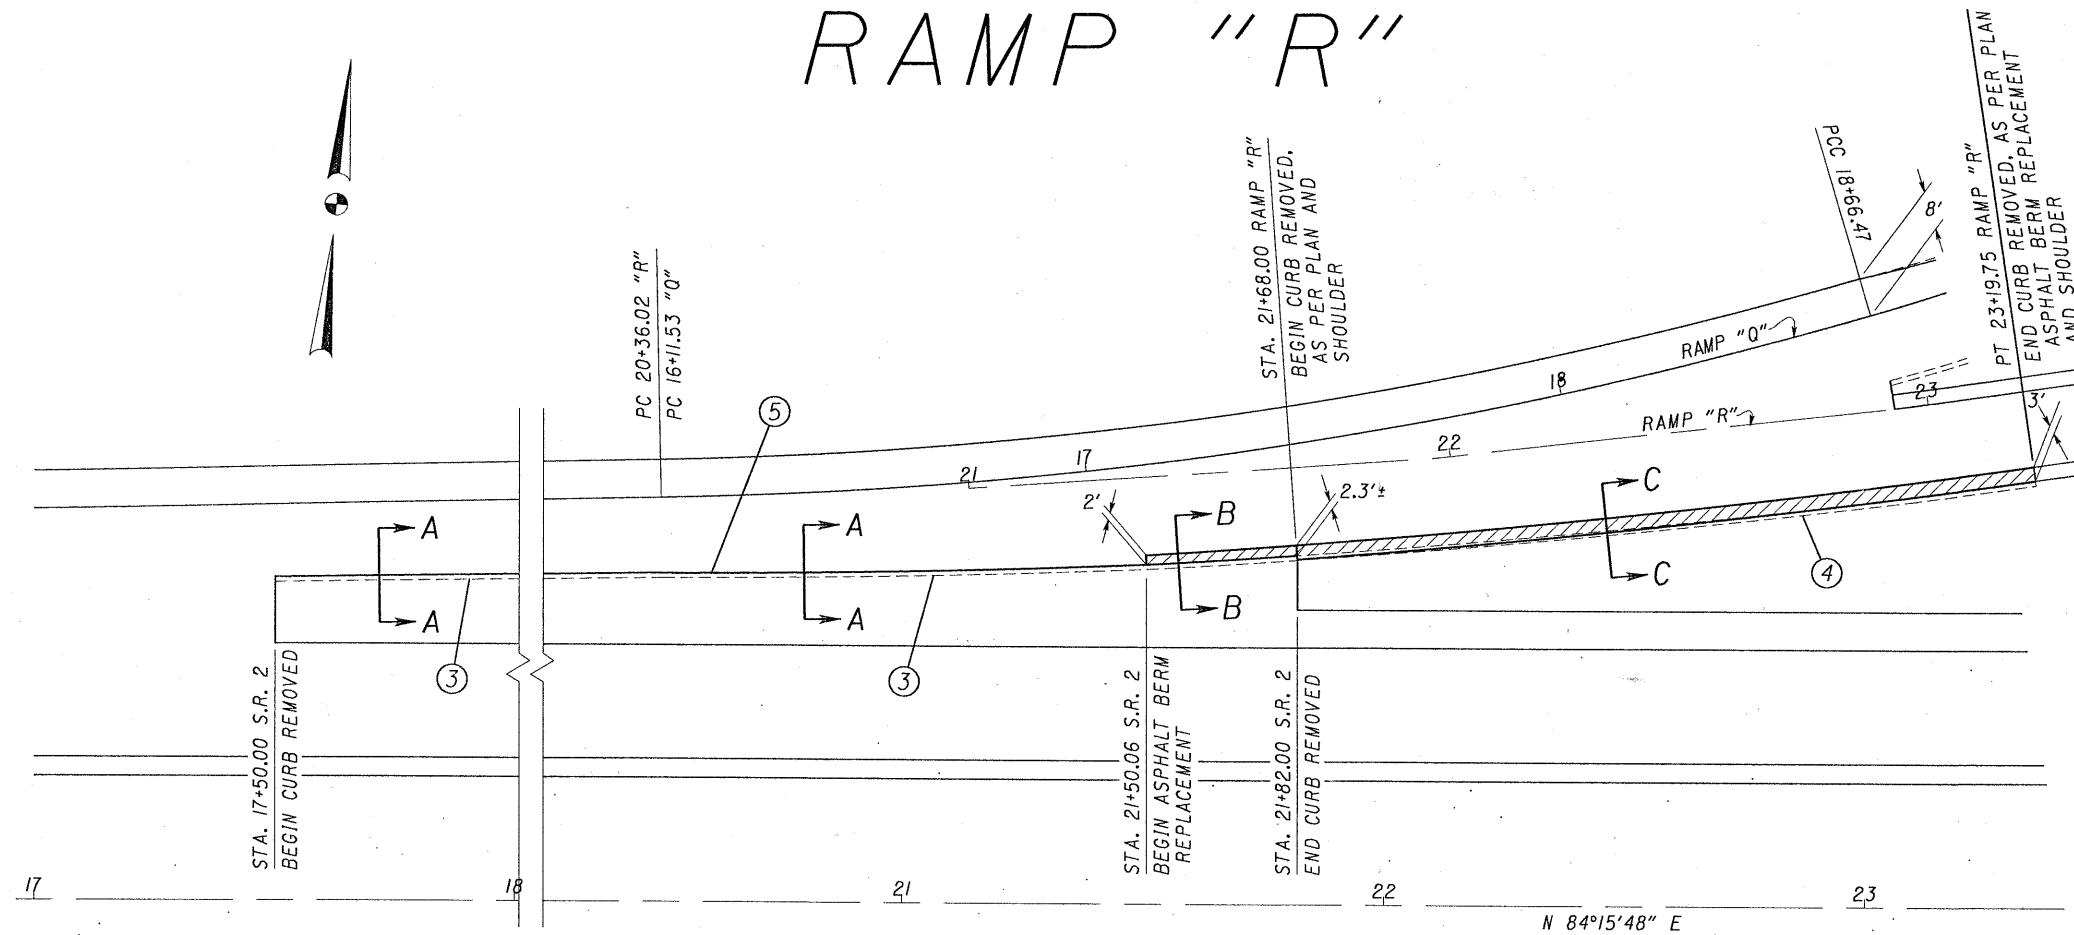 RAMP "R"
PC 20+36.02 "R"
PC 16+11.53 "Q"
STA. 21+68.00 RAMP "R"
BEGIN CURB REMOVED,
AS PER PLAN AND
SHOULDER
PCC 18+66.47
8'
PT 23+19.75 RAMP "R"
END CURB REMOVED, AS PER PLAN
ASPHALT BERM REPLACEMENT
AND SHOULDER
RAMP "Q"
18
23
3'
RAMP "R"
22
5
21
17
2'
2.3'±
A
A
B
C
A
A
B
C
4
3
3
STA. 17+50.00 S.R. 2
BEGIN CURB REMOVED
STA. 21+50.06 S.R. 2
BEGIN ASPHALT BERM
REPLACEMENT
STA. 21+82.00 S.R. 2
END CURB REMOVED
17
18
21
22
23
N 84°15'48" E